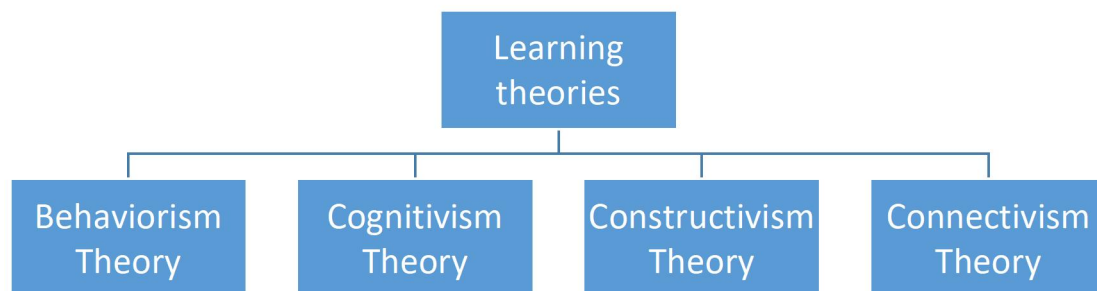 Learning
theories
Behaviorism
Theory
Cognitivism
Theory
Constructivism
Theory
Connectivism
Theory